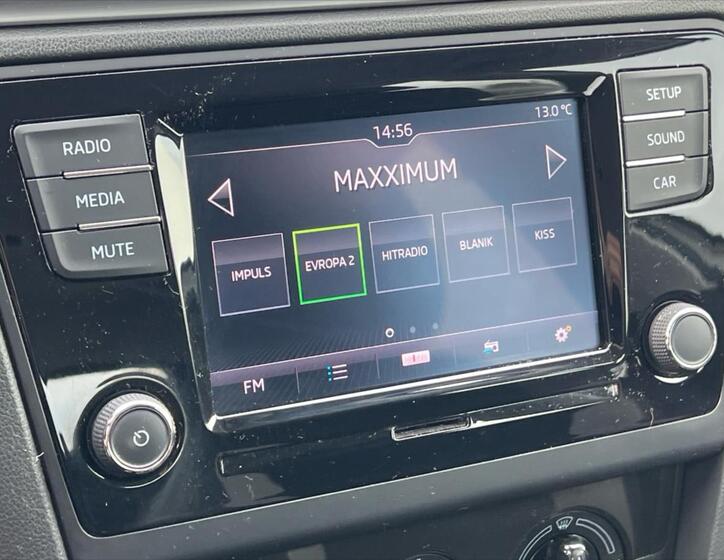 RADIO
MEDIA
MUTE
14:56
13.0°C
MAXXIMUM
IMPULS
EVROPA 2
HITRADIO
BLANIK
KISS
FM
SETUP
SOUND
CAR